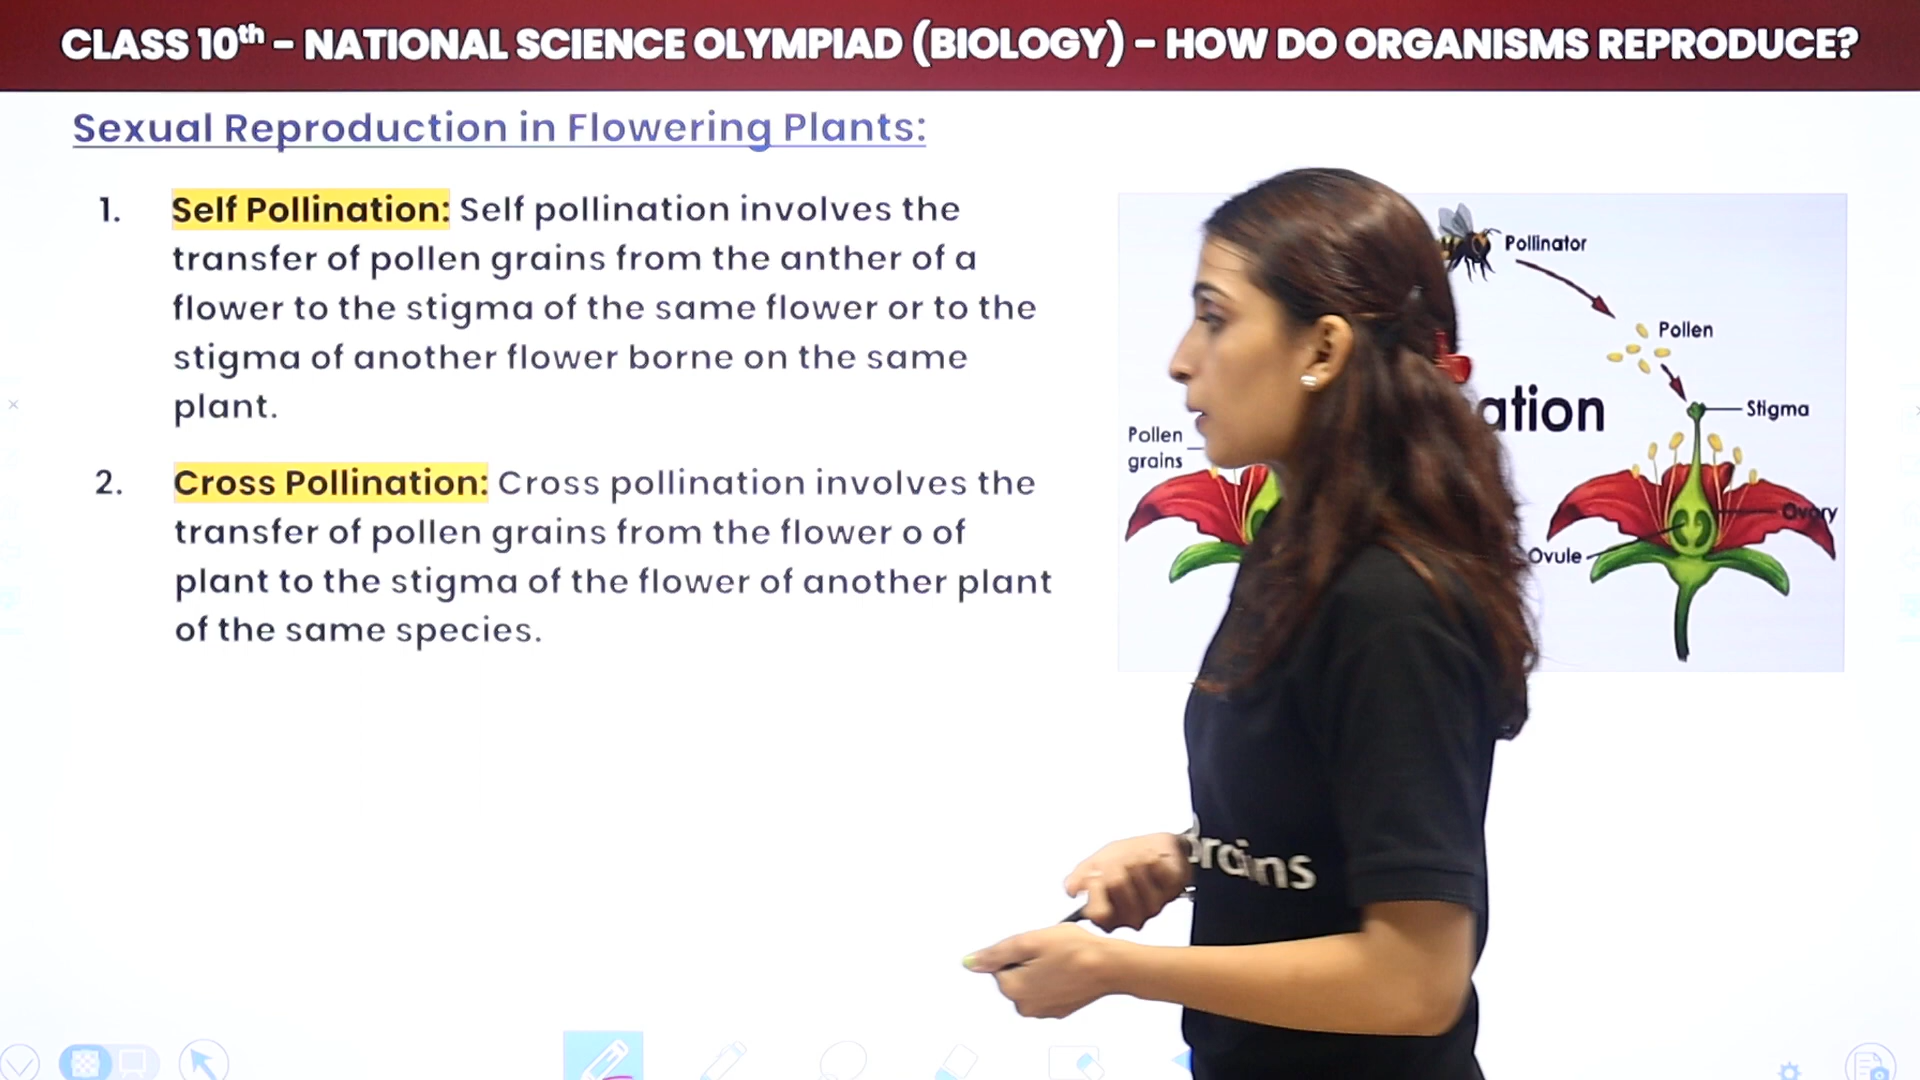 CLASS 10th – NATIONAL SCIENCE OLYMPIAD (BIOLOGY) – HOW DO ORGANISMS REPRODUCE?
Sexual Reproduction in Flowering Plants:
1. Self Pollination: Self pollination involves the
transfer of pollen grains from the anther of a
flower to the stigma of the same flower or to the
stigma of another flower borne on the same
plant.
2. Cross Pollination: Cross pollination involves the
transfer of pollen grains from the flower o of
plant to the stigma of the flower of another plant
of the same species.
Pollinator
Pollen
ation
Stigma
Pollen
grains
Ovary
Ovule
Brains